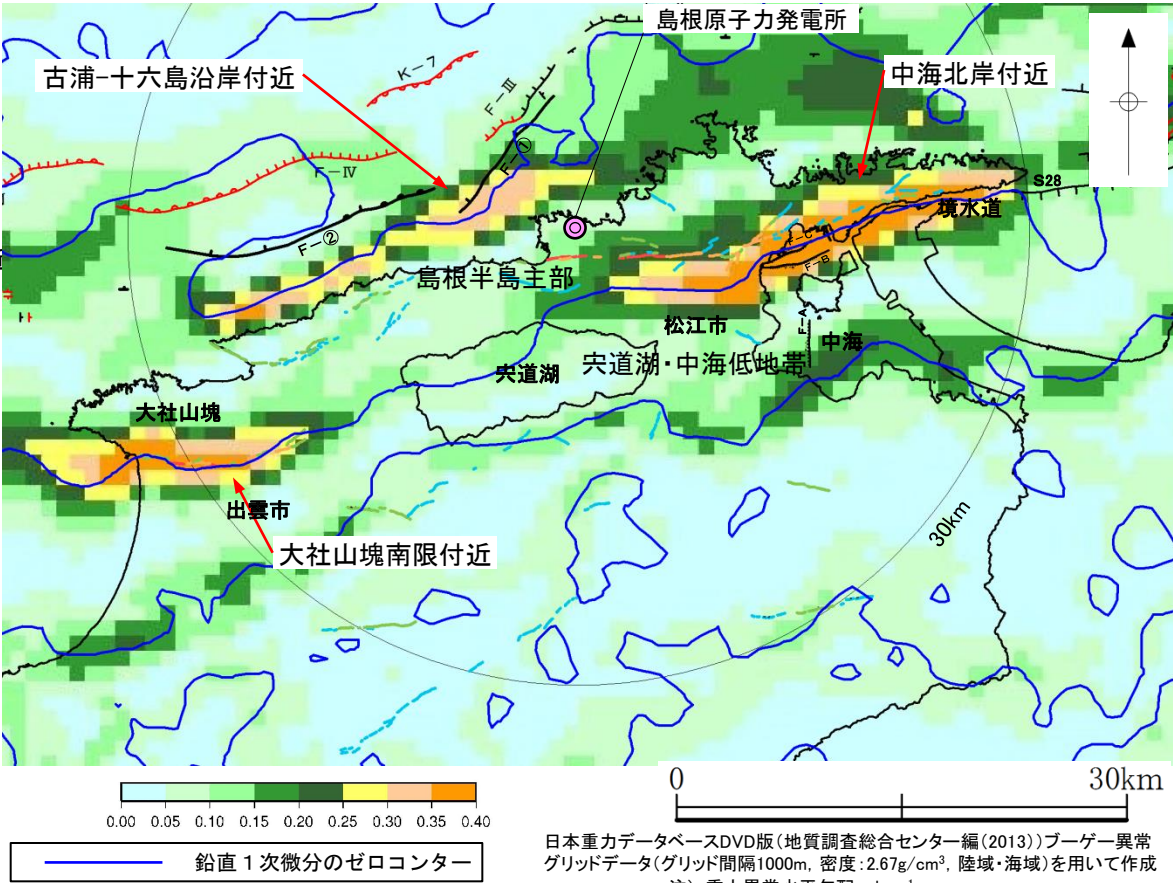 島根原子力発電所
古浦-十六島沿岸付近
中海北岸付近
K-7
F-Ⅲ
F-①
F-Ⅳ
F-②
S28
境水道
F-C
F-B
F-A
島根半島主部
松江市
中海
宍道湖・中海低地帯
宍道湖
大社山塊
出雲市
大社山塊南限付近
30km
0.00 0.05 0.10 0.15 0.20 0.25 0.30 0.35 0.40
鉛直1次微分のゼロコンター
0 30km
日本重力データベースDVD版(地質調査総合センター編(2013))ブーゲー異常
グリッドデータ(グリッド間隔1000m, 密度:2.67g/cm³, 陸域・海域)を用いて作成